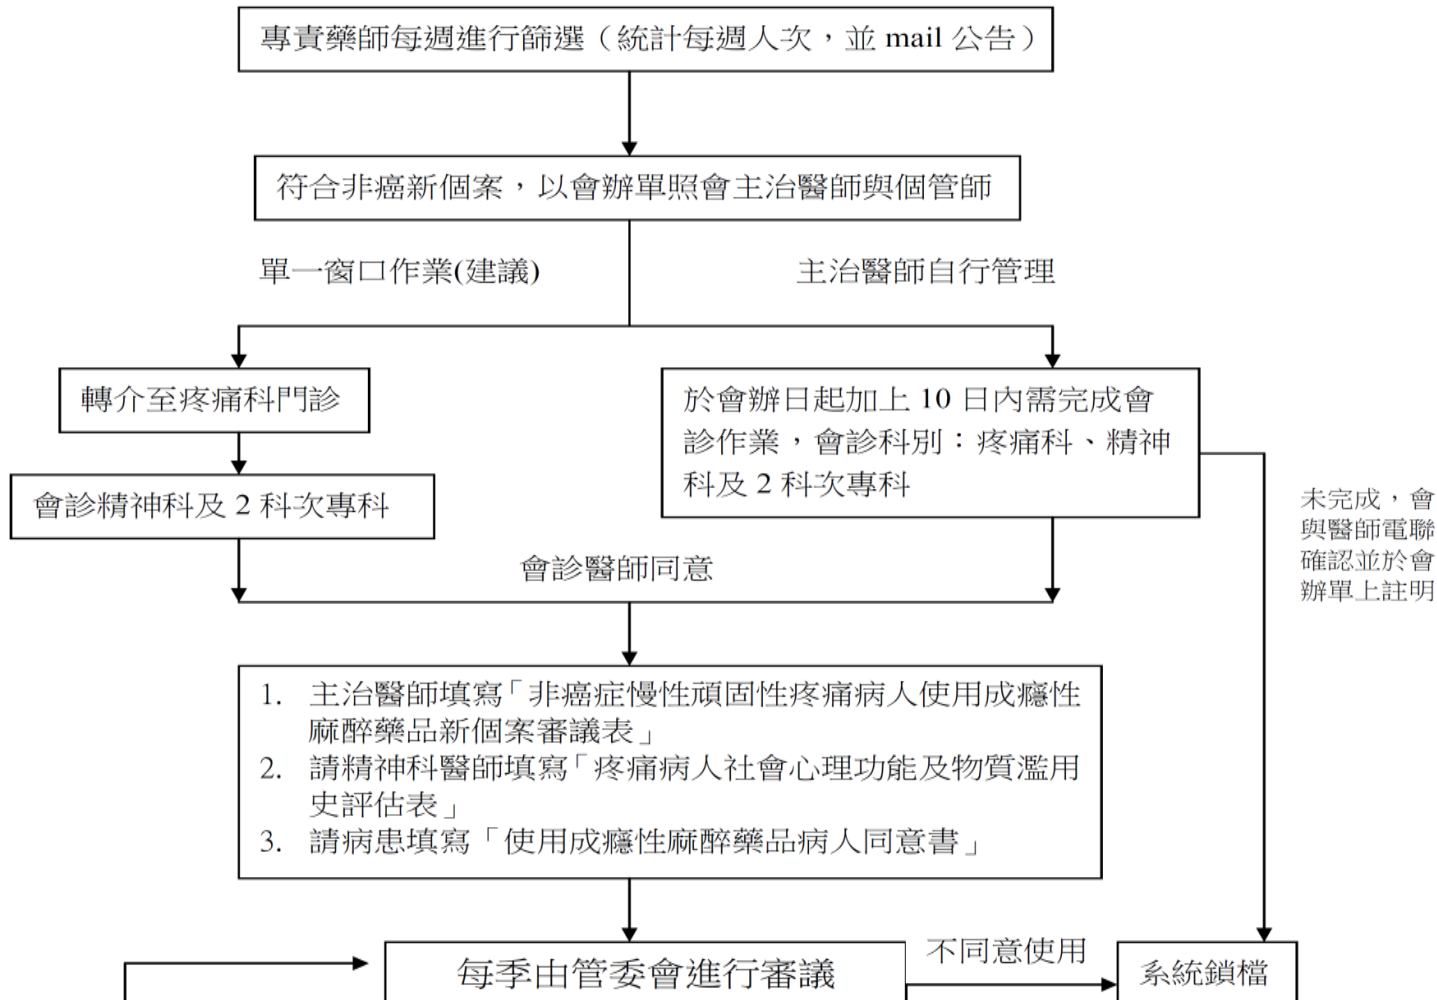 專責藥師每週進行篩選（統計每週人次，並 mail 公告）
符合非癌新個案，以會辦單照會主治醫師與個管師
單一窗口作業(建議)
主治醫師自行管理
轉介至疼痛科門診
會診精神科及 2 科次專科
於會辦日起加上 10 日內需完成會
診作業，會診科別：疼痛科、精神
科及 2 科次專科
未完成，會
與醫師電聯
確認並於會
辦單上註明
會診醫師同意
1. 主治醫師填寫「非癌症慢性頑固性疼痛病人使用成癮性
麻醉藥品新個案審議表」
2. 請精神科醫師填寫「疼痛病人社會心理功能及物質濫用
史評估表」
3. 請病患填寫「使用成癮性麻醉藥品病人同意書」
每季由管委會進行審議
不同意使用
系統鎖檔